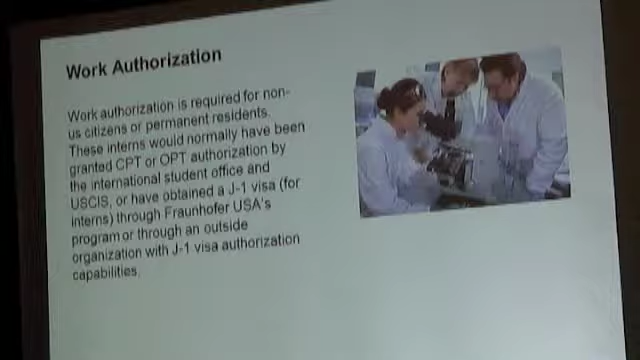 Work Authorization
Work authorization is required for non-
us citizens or permanent residents.
These interns would normally have been
granted CPT or OPT authorization by
the international student office and
USCIS, or have obtained a J-1 visa (for
interns) through Fraunhofer USA's
program or through an outside
organization with J-1 visa authorization
capabilities.